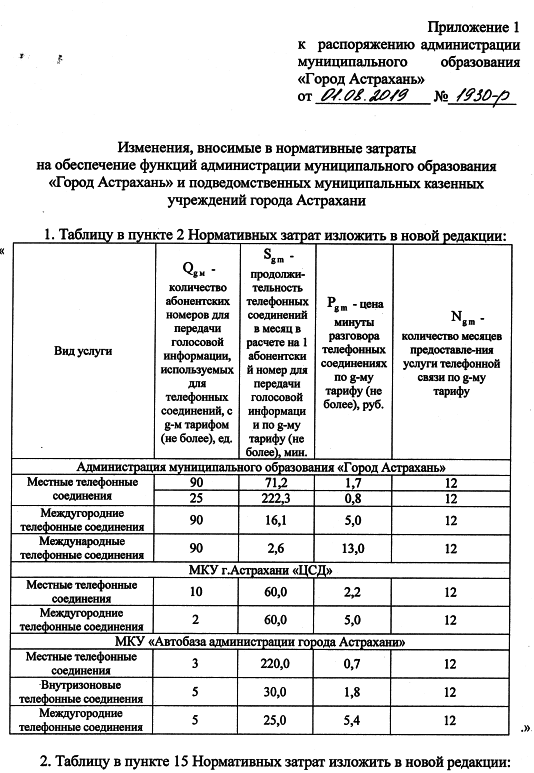 Приложение 1
к распоряжению администрации
муниципального образования
«Город Астрахань»
от 01.08.2019 № 1930-р
Изменения, вносимые в нормативные затраты
на обеспечение функций администрации муниципального образования
«Город Астрахань» и подведомственных муниципальных казенных
учреждений города Астрахани
1. Таблицу в пункте 2 Нормативных затрат изложить в новой редакции:
«
Вид услуги
Qgм -
количество
абонентских
номеров для
передачи
голосовой
информации,
используемых
для
телефонных
соединений, с
g-м тарифом
(не более), ед.
Sgm -
продолжи-
тельность
телефонных
соединений
в месяц в
расчете на 1
абонентски
й номер для
передачи
голосовой
информаци
и по g-му
тарифу (не
более), мин.
Pgm - цена
минуты
разговора
телефонных
соединениях
по g-му
тарифу (не
более), руб.
Ngm -
количество месяцев
предоставле-ния
услуги телефонной
связи по g-му
тарифу
Администрация муниципального образования «Город Астрахань»
Местные телефонные 90 71,2 1,7 12
соединения 25 222,3 0,8 12
Междугородние
телефонные соединения 90 16,1 5,0 12
Международные
телефонные соединения 90 2,6 13,0 12
МКУ г.Астрахани «ЦСД»
Местные телефонные
соединения 10 60,0 2,2 12
Междугородние
телефонные соединения 2 60,0 5,0 12
МКУ «Автобаза администрации города Астрахани»
Местные телефонные
соединения 3 220,0 0,7 12
Внутризоновые
телефонные соединения 5 30,0 1,8 12
Междугородние
телефонные соединения 5 25,0 5,4 12
.»
2. Таблицу в пункте 15 Нормативных затрат изложить в новой редакции: